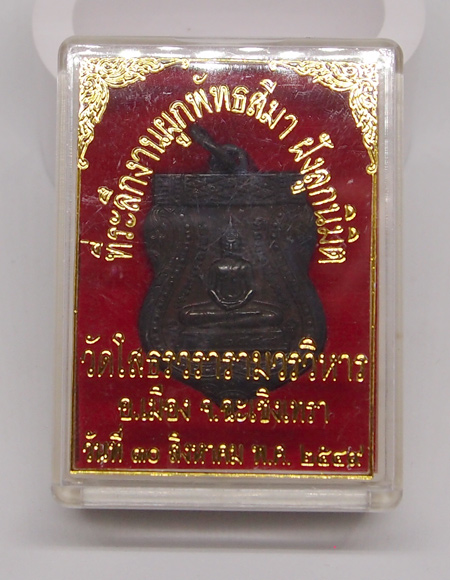 ที่ระลึกงานผูกพัทธสีมา ฝังลูกนิมิต
วัดโสธรวรารามวรวิหาร
อ.เมือง จ.ฉะเชิงเทรา
วันที่ ๓๐ สิงหาคม พ.ศ. ๒๕๔๙